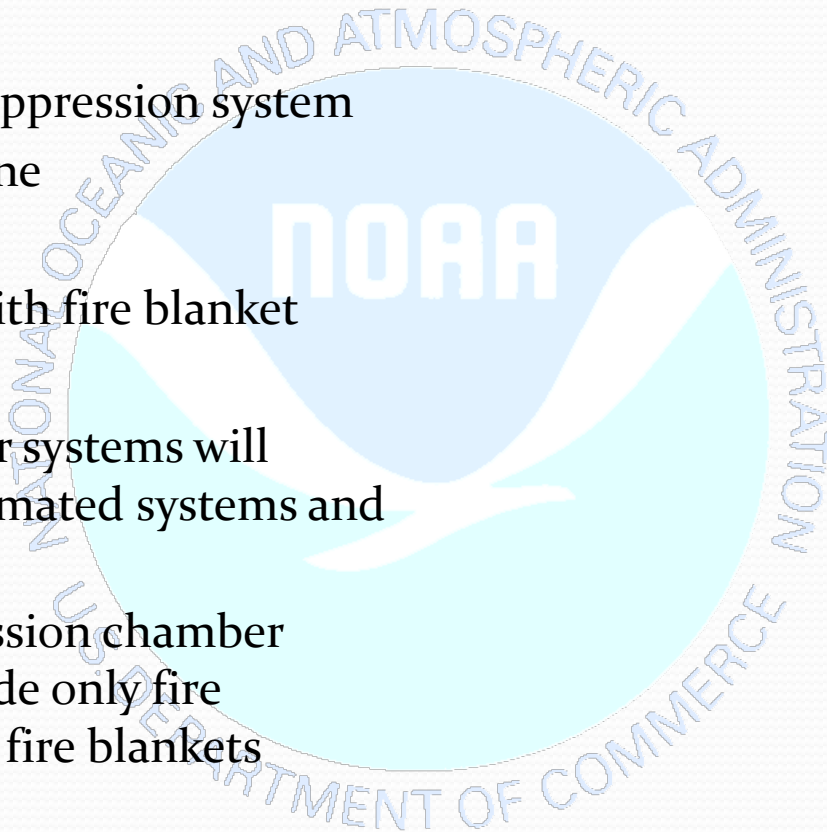 NATIONAL OCEANIC AND ATMOSPHERIC ADMINISTRATION
ppression system
ne
NOAA
ith fire blanket
r systems will
mated systems and
ssion chamber
de only fire
fire blankets
U.S. DEPARTMENT OF COMMERCE